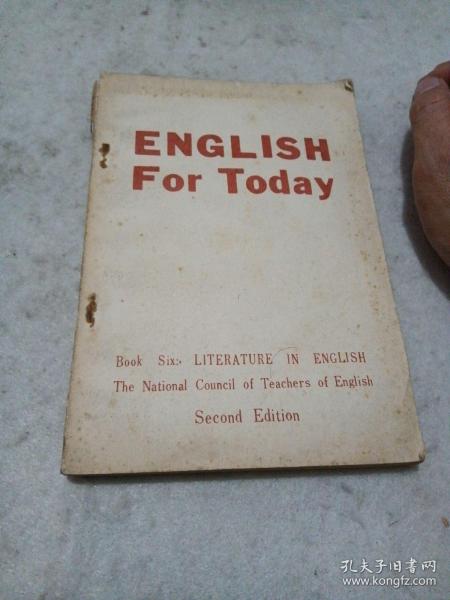 ENGLISH
For Today
Book Six: LITERATURE IN ENGLISH
The National Council of Teachers of English
Second Edition
孔夫子旧书网
www.kongfz.com